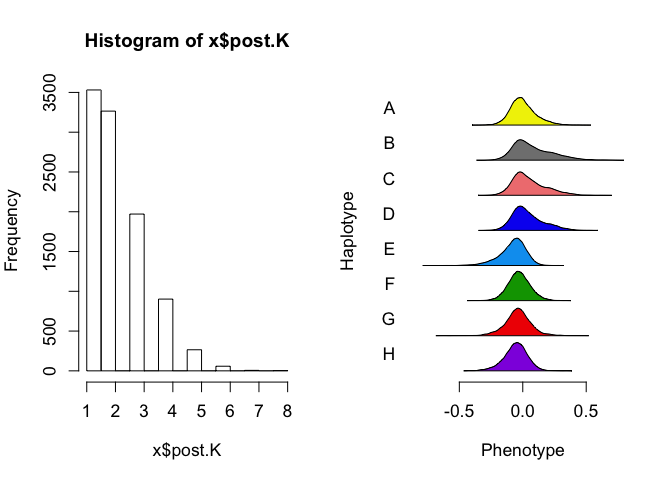 Histogram of x$post.K
Frequency
0
500
1500
2500
3500
1 2 3 4 5 6 7 8
x$post.K
Haplotype
A
B
C
D
E
F
G
H
-0.5 0.0 0.5
Phenotype